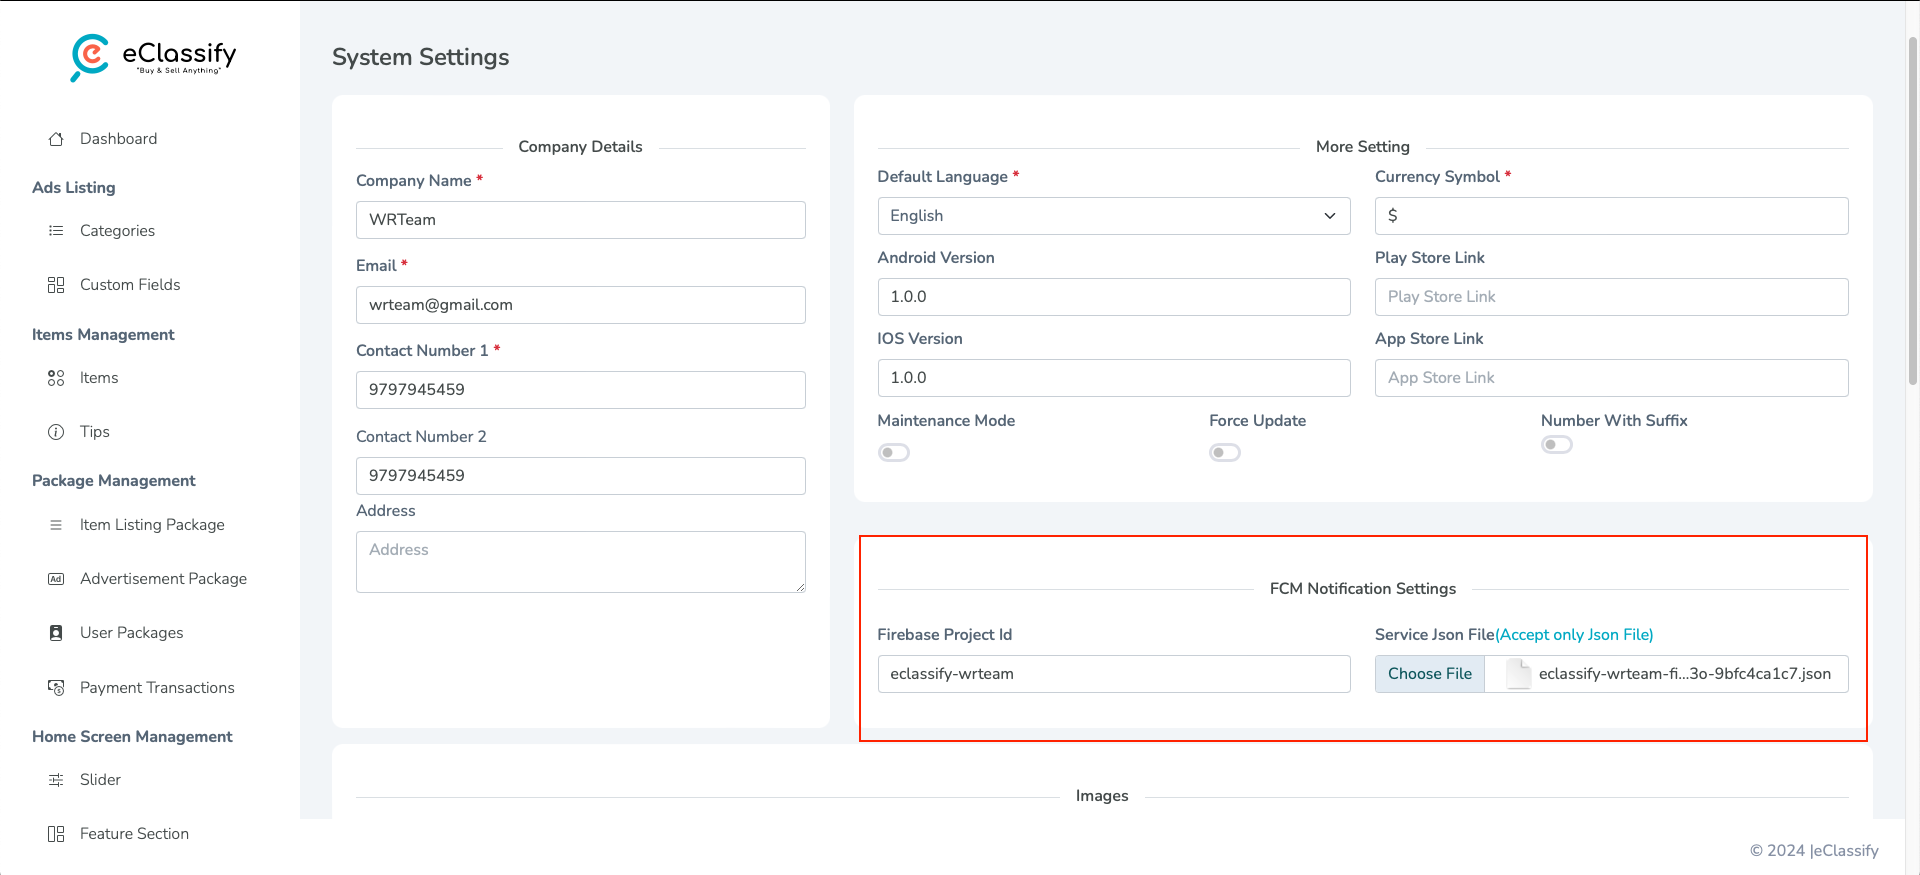 eClassify
"Buy & Sell Anything"
Dashboard
Ads Listing
Categories
Custom Fields
Items Management
Items
Tips
Package Management
Item Listing Package
Ad
Advertisement Package
User Packages
Payment Transactions
Home Screen Management
Slider
Feature Section
System Settings
Company Details
Company Name *
WRTeam
Email *
wrteam@gmail.com
Contact Number 1 *
9797945459
Contact Number 2
9797945459
Address
Address
More Setting
Default Language *
English
Currency Symbol *
$
Android Version
1.0.0
Play Store Link
Play Store Link
IOS Version
1.0.0
App Store Link
App Store Link
Maintenance Mode
Force Update
Number With Suffix
FCM Notification Settings
Firebase Project Id
eclassify-wrteam
Service Json File(Accept only Json File)
Choose File eclassify-wrteam-fi...3o-9bfc4ca1c7.json
Images
© 2024 |eClassify